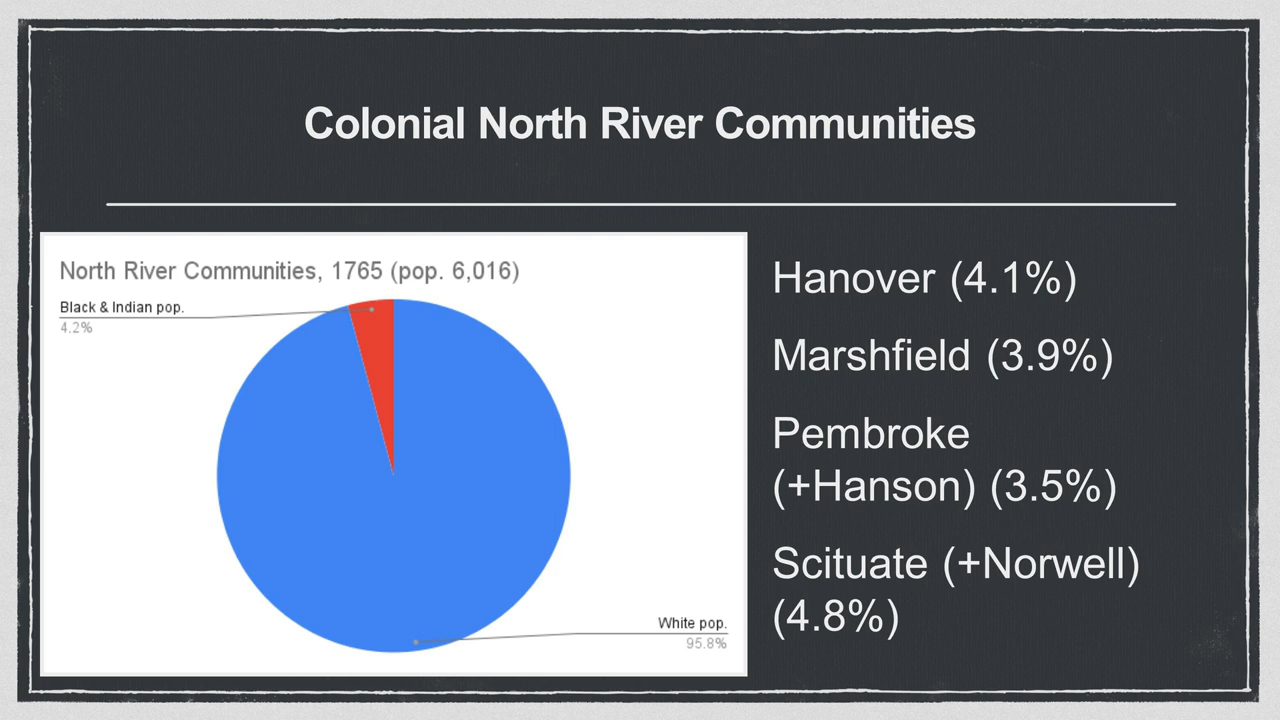 Colonial North River Communities
North River Communities, 1765 (pop. 6,016)
Black & Indian pop.
4.2%
White pop.
95.8%
Hanover (4.1%)
Marshfield (3.9%)
Pembroke
(+Hanson) (3.5%)
Scituate (+Norwell)
(4.8%)